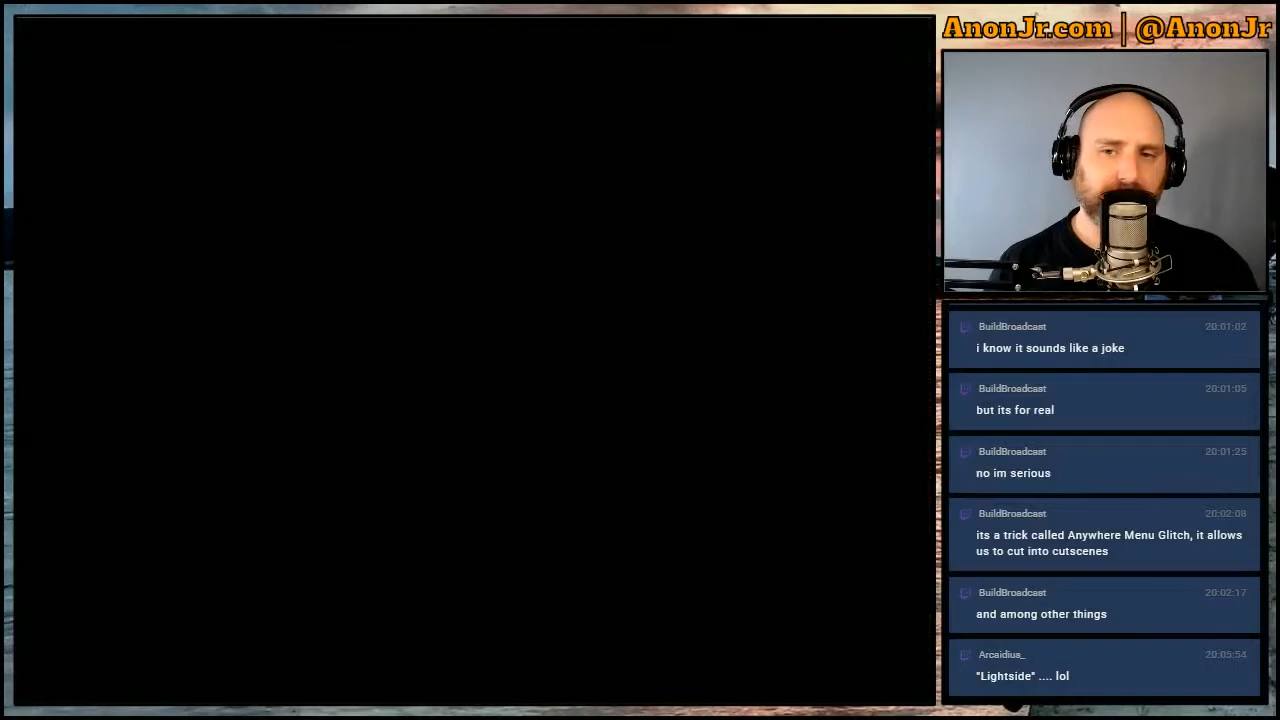 AnonJr.com | @AnonJr
BuildBroadcast 20:01:02
i know it sounds like a joke
BuildBroadcast 20:01:05
but its for real
BuildBroadcast 20:01:25
no im serious
BuildBroadcast 20:02:08
its a trick called Anywhere Menu Glitch, it allows
us to cut into cutscenes
BuildBroadcast 20:02:17
and among other things
Arcaidius_ 20:05:54
"Lightside" .... lol